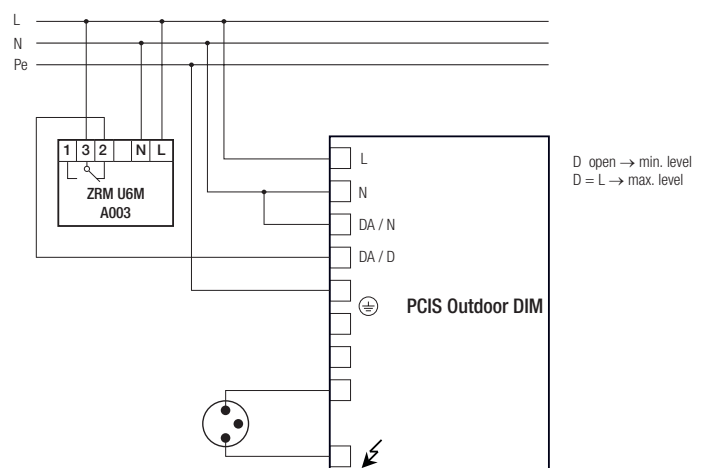 L
N
Pe
1 3 2 N L
ZRM U6M
A003
L
N
DA / N
DA / D
PCIS Outdoor DIM
D open → min. level
D = L → max. level